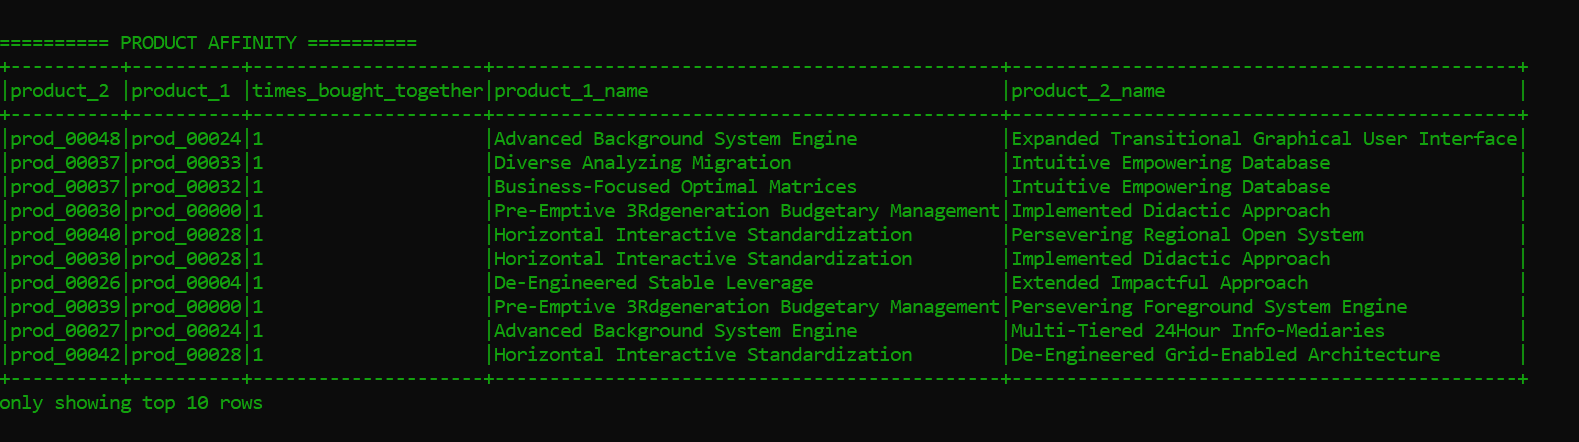 ========== PRODUCT AFFINITY ==========
+----------+----------+---------------------+----------------------------------------------+----------------------------------------------+
|product_2 |product_1 |times_bought_together|product_1_name                                |product_2_name                                |
+----------+----------+---------------------+----------------------------------------------+----------------------------------------------+
|prod_00048|prod_00024|1                    |Advanced Background System Engine             |Expanded Transitional Graphical User Interface|
|prod_00037|prod_00033|1                    |Diverse Analyzing Migration                   |Intuitive Empowering Database                 |
|prod_00037|prod_00032|1                    |Business-Focused Optimal Matrices             |Intuitive Empowering Database                 |
|prod_00030|prod_00000|1                    |Pre-Emptive 3Rdgeneration Budgetary Management|Implemented Didactic Approach                 |
|prod_00040|prod_00028|1                    |Horizontal Interactive Standardization        |Persevering Regional Open System              |
|prod_00030|prod_00028|1                    |Horizontal Interactive Standardization        |Implemented Didactic Approach                 |
|prod_00026|prod_00004|1                    |De-Engineered Stable Leverage                 |Extended Impactful Approach                   |
|prod_00039|prod_00000|1                    |Pre-Emptive 3Rdgeneration Budgetary Management|Persevering Foreground System Engine          |
|prod_00027|prod_00024|1                    |Advanced Background System Engine             |Multi-Tiered 24Hour Info-Mediaries            |
|prod_00042|prod_00028|1                    |Horizontal Interactive Standardization        |De-Engineered Grid-Enabled Architecture       |
+----------+----------+---------------------+----------------------------------------------+----------------------------------------------+
only showing top 10 rows